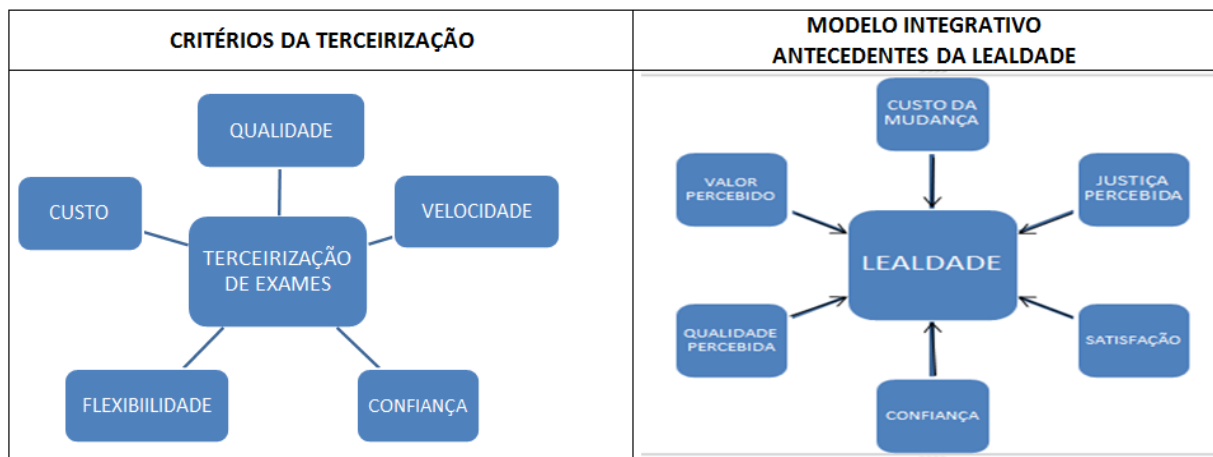 CRITÉRIOS DA TERCEIRIZAÇÃO
QUALIDADE
CUSTO
VELOCIDADE
TERCEIRIZAÇÃO
DE EXAMES
FLEXIBIILIDADE
CONFIANÇA
MODELO INTEGRATIVO
ANTECEDENTES DA LEALDADE
CUSTO DA
MUDANÇA
VALOR
PERCEBIDO
JUSTIÇA
PERCEBIDA
LEALDADE
QUALIDADE
PERCEBIDA
SATISFAÇÃO
CONFIANÇA